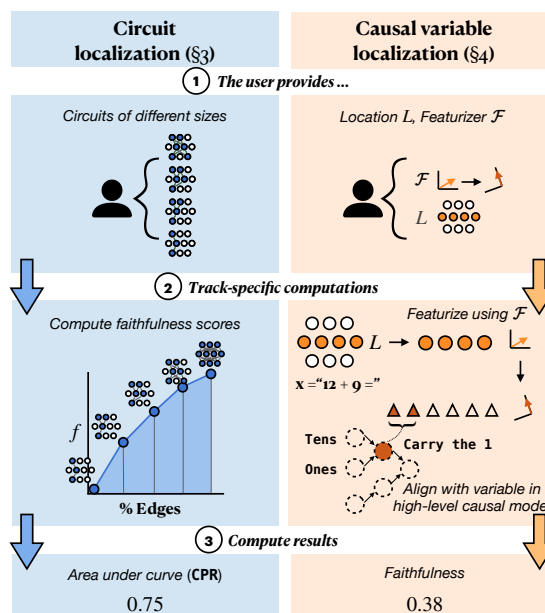 Circuit
localization (§3)
Causal variable
localization (§4)
1 The user provides ...
Circuits of different sizes
Location L, Featurizer F
F
L
2 Track-specific computations
Compute faithfulness scores
f
% Edges
Featurize using F
L
x ="12 + 9 ="
Tens
Ones
Carry the 1
Align with variable in
high-level causal mode
3 Compute results
Area under curve (CPR)
0.75
Faithfulness
0.38